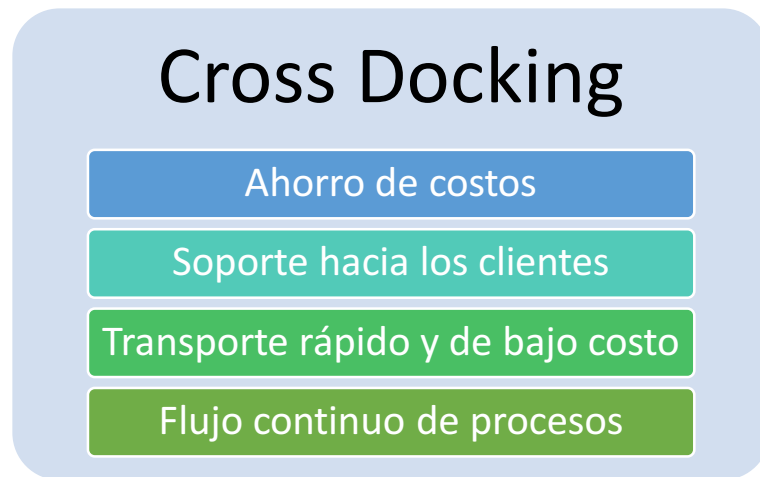 Cross Docking
Ahorro de costos
Soporte hacia los clientes
Transporte rápido y de bajo costo
Flujo continuo de procesos